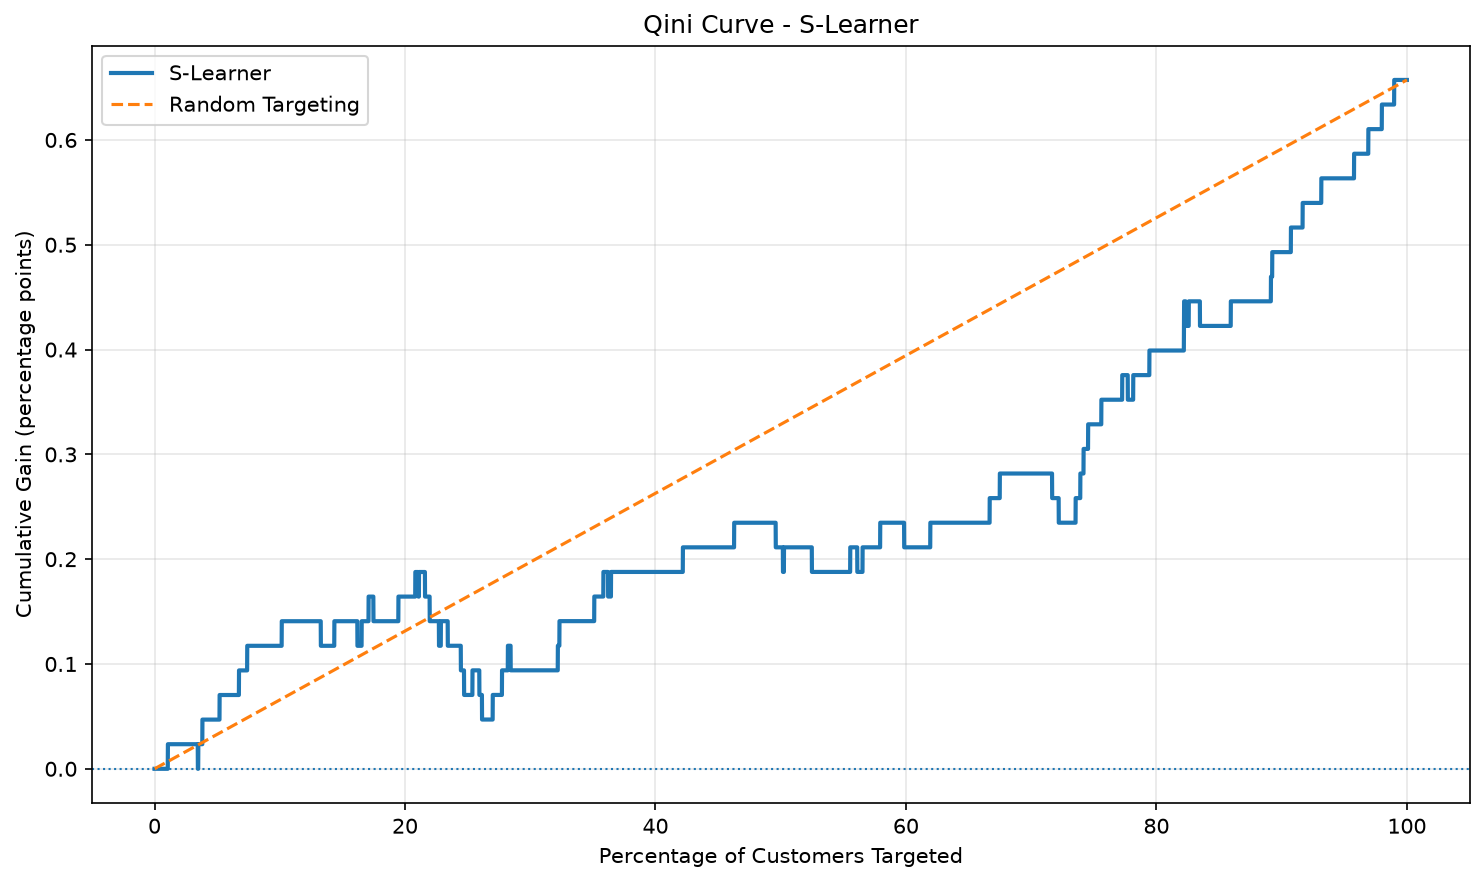 Qini Curve - S-Learner
S-Learner
Random Targeting
Cumulative Gain (percentage points)
0.6
0.5
0.4
0.3
0.2
0.1
0.0
0 20 40 60 80 100
Percentage of Customers Targeted